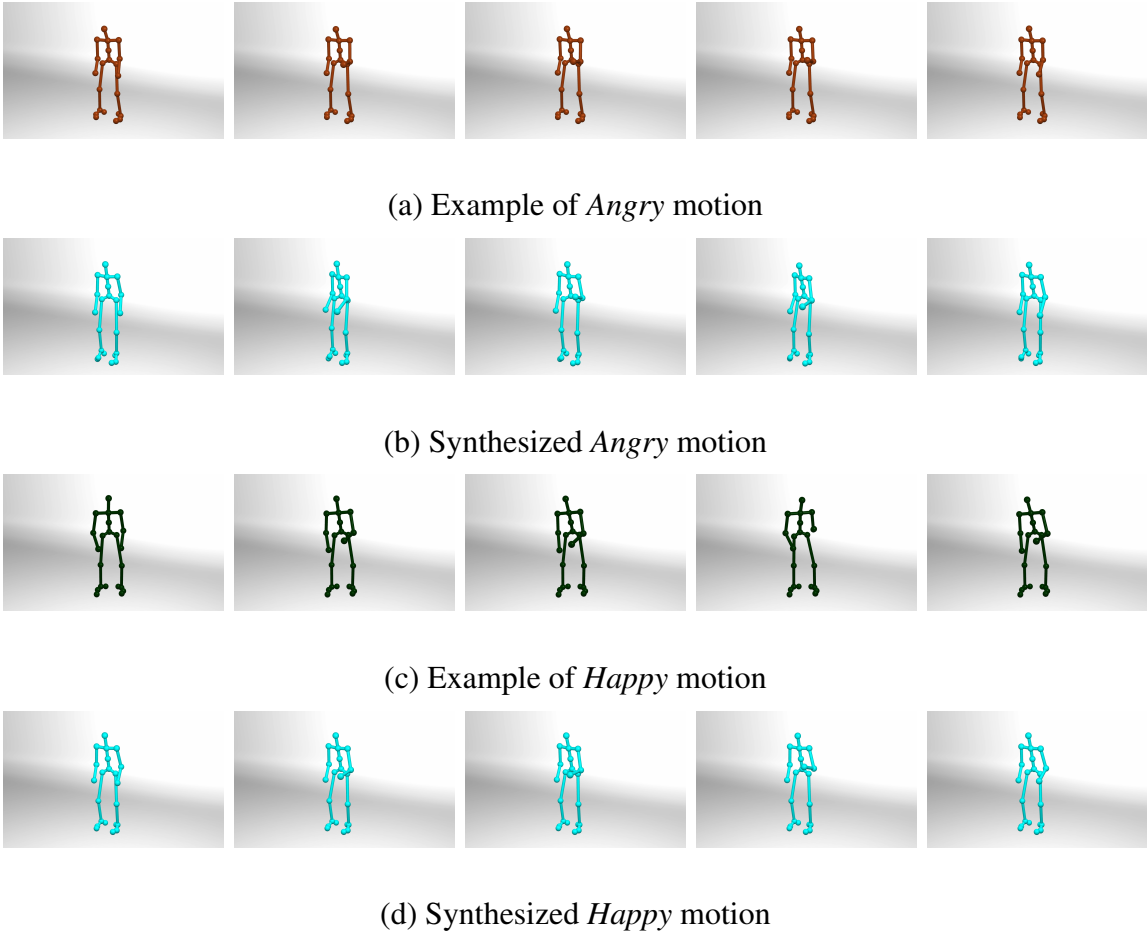 (a) Example of Angry motion
(b) Synthesized Angry motion
(c) Example of Happy motion
(d) Synthesized Happy motion